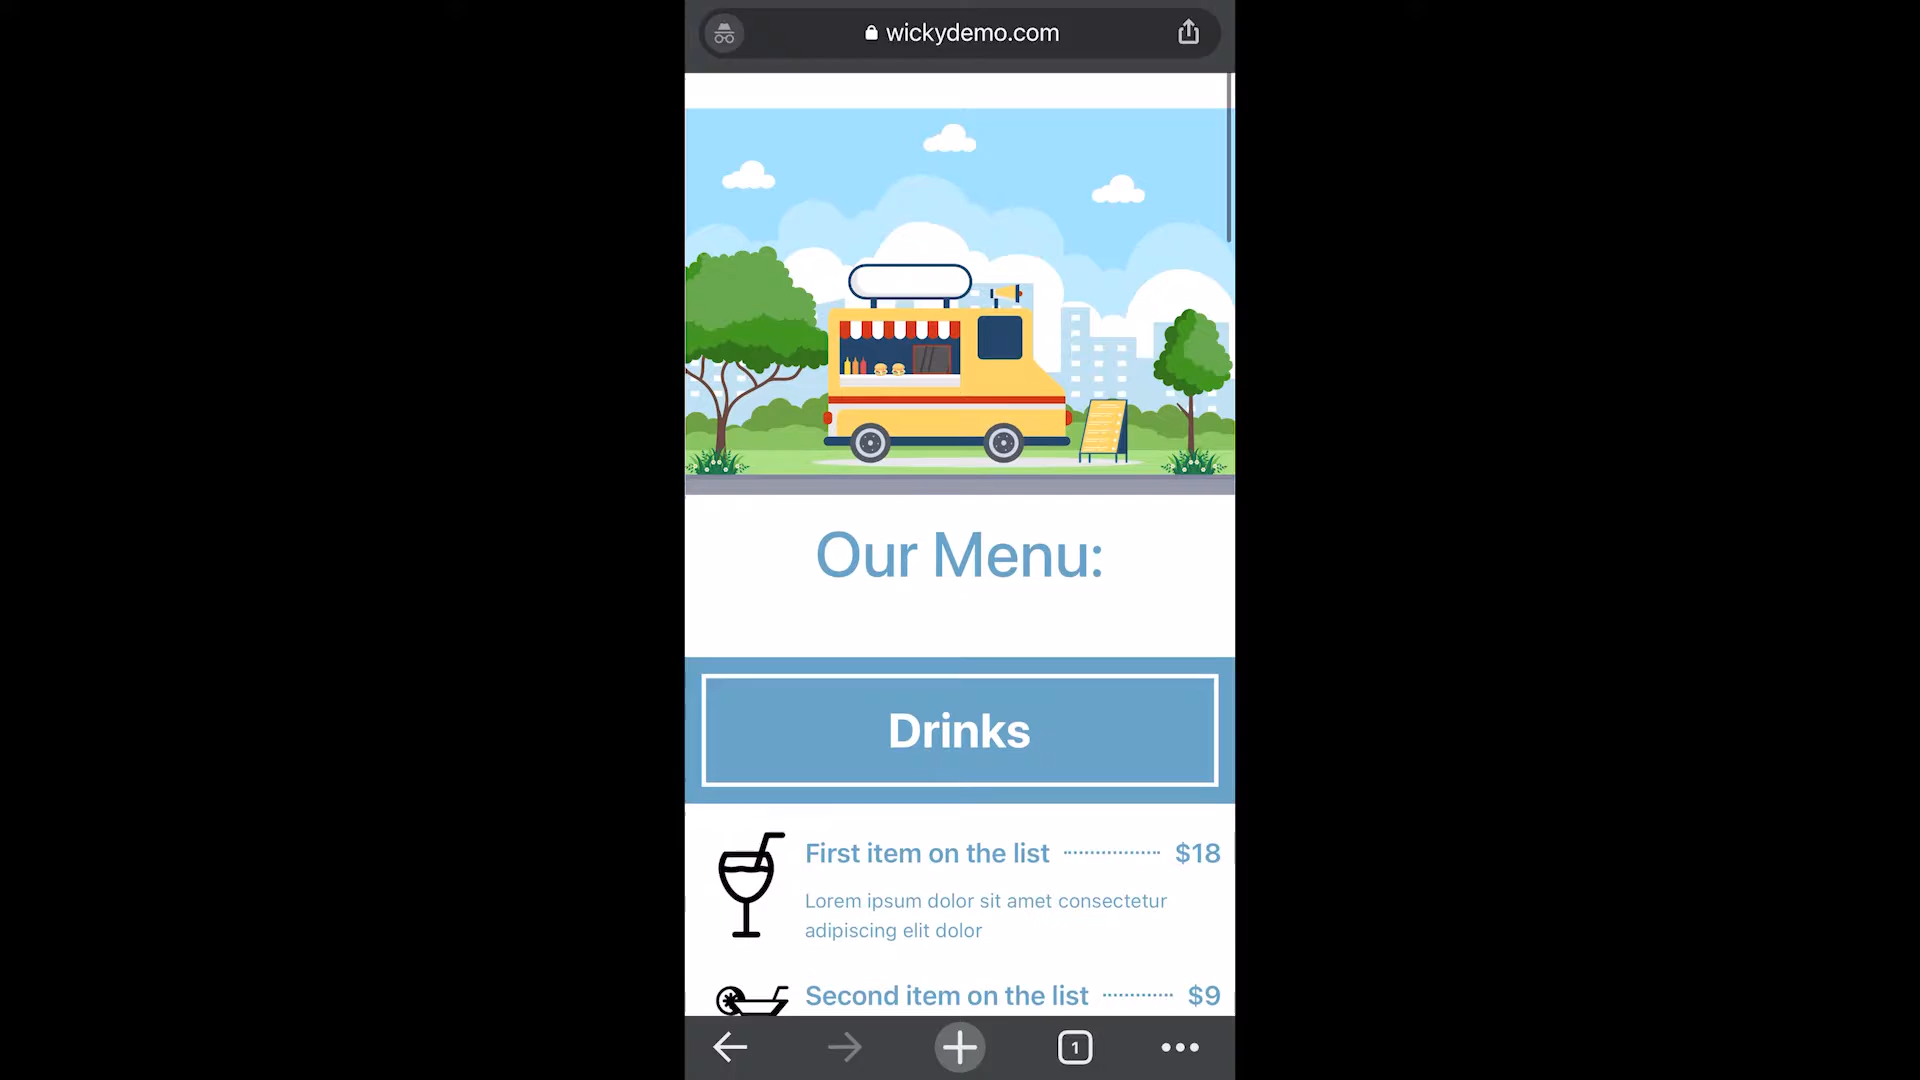 wickydemo.com
Our Menu:
Drinks
First item on the list $18
Lorem ipsum dolor sit amet consectetur
adipiscing elit dolor
Second item on the list $9
1